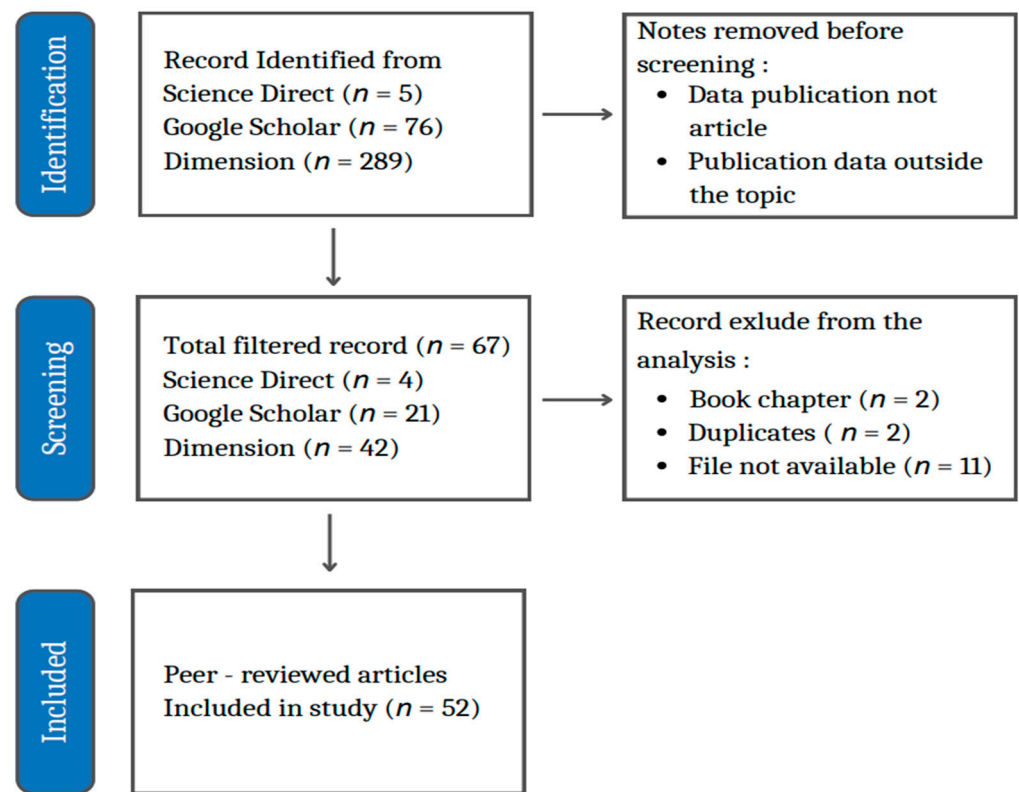 Identification
Record Identified from
Science Direct (n = 5)
Google Scholar (n = 76)
Dimension (n = 289)
Notes removed before
screening :
• Data publication not
article
• Publication data outside
the topic
Screening
Total filtered record (n = 67)
Science Direct (n = 4)
Google Scholar (n = 21)
Dimension (n = 42)
Record exlude from the
analysis :
• Book chapter (n = 2)
• Duplicates ( n = 2)
• File not available (n = 11)
Included
Peer - reviewed articles
Included in study (n = 52)